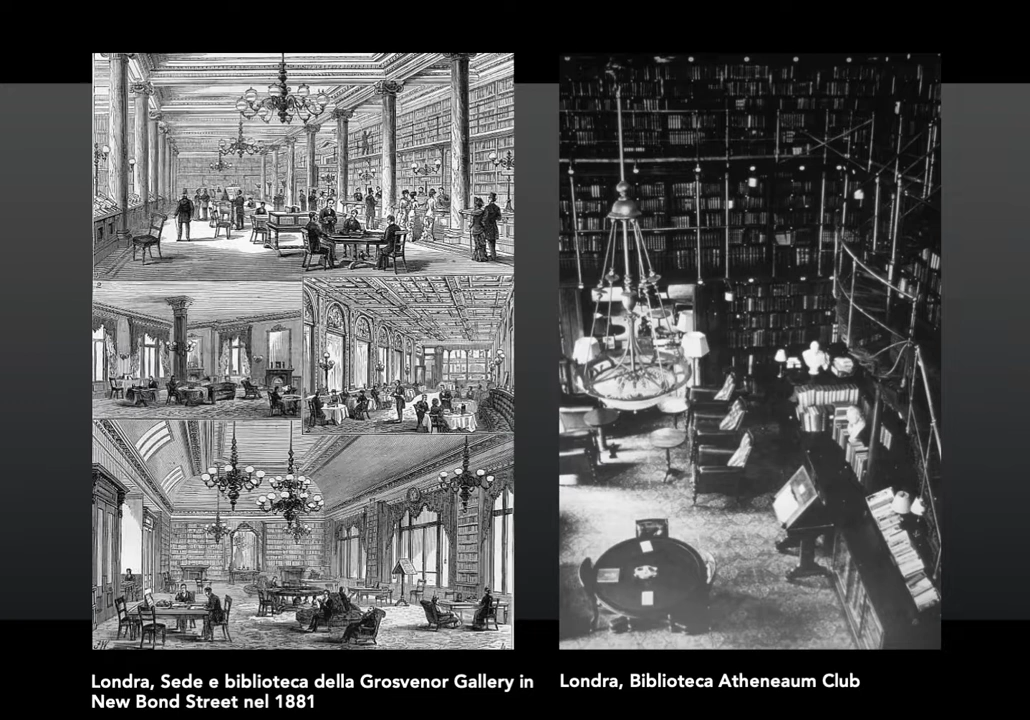 Londra, Sede e biblioteca della Grosvenor Gallery in
New Bond Street nel 1881
Londra, Biblioteca Atheneaum Club